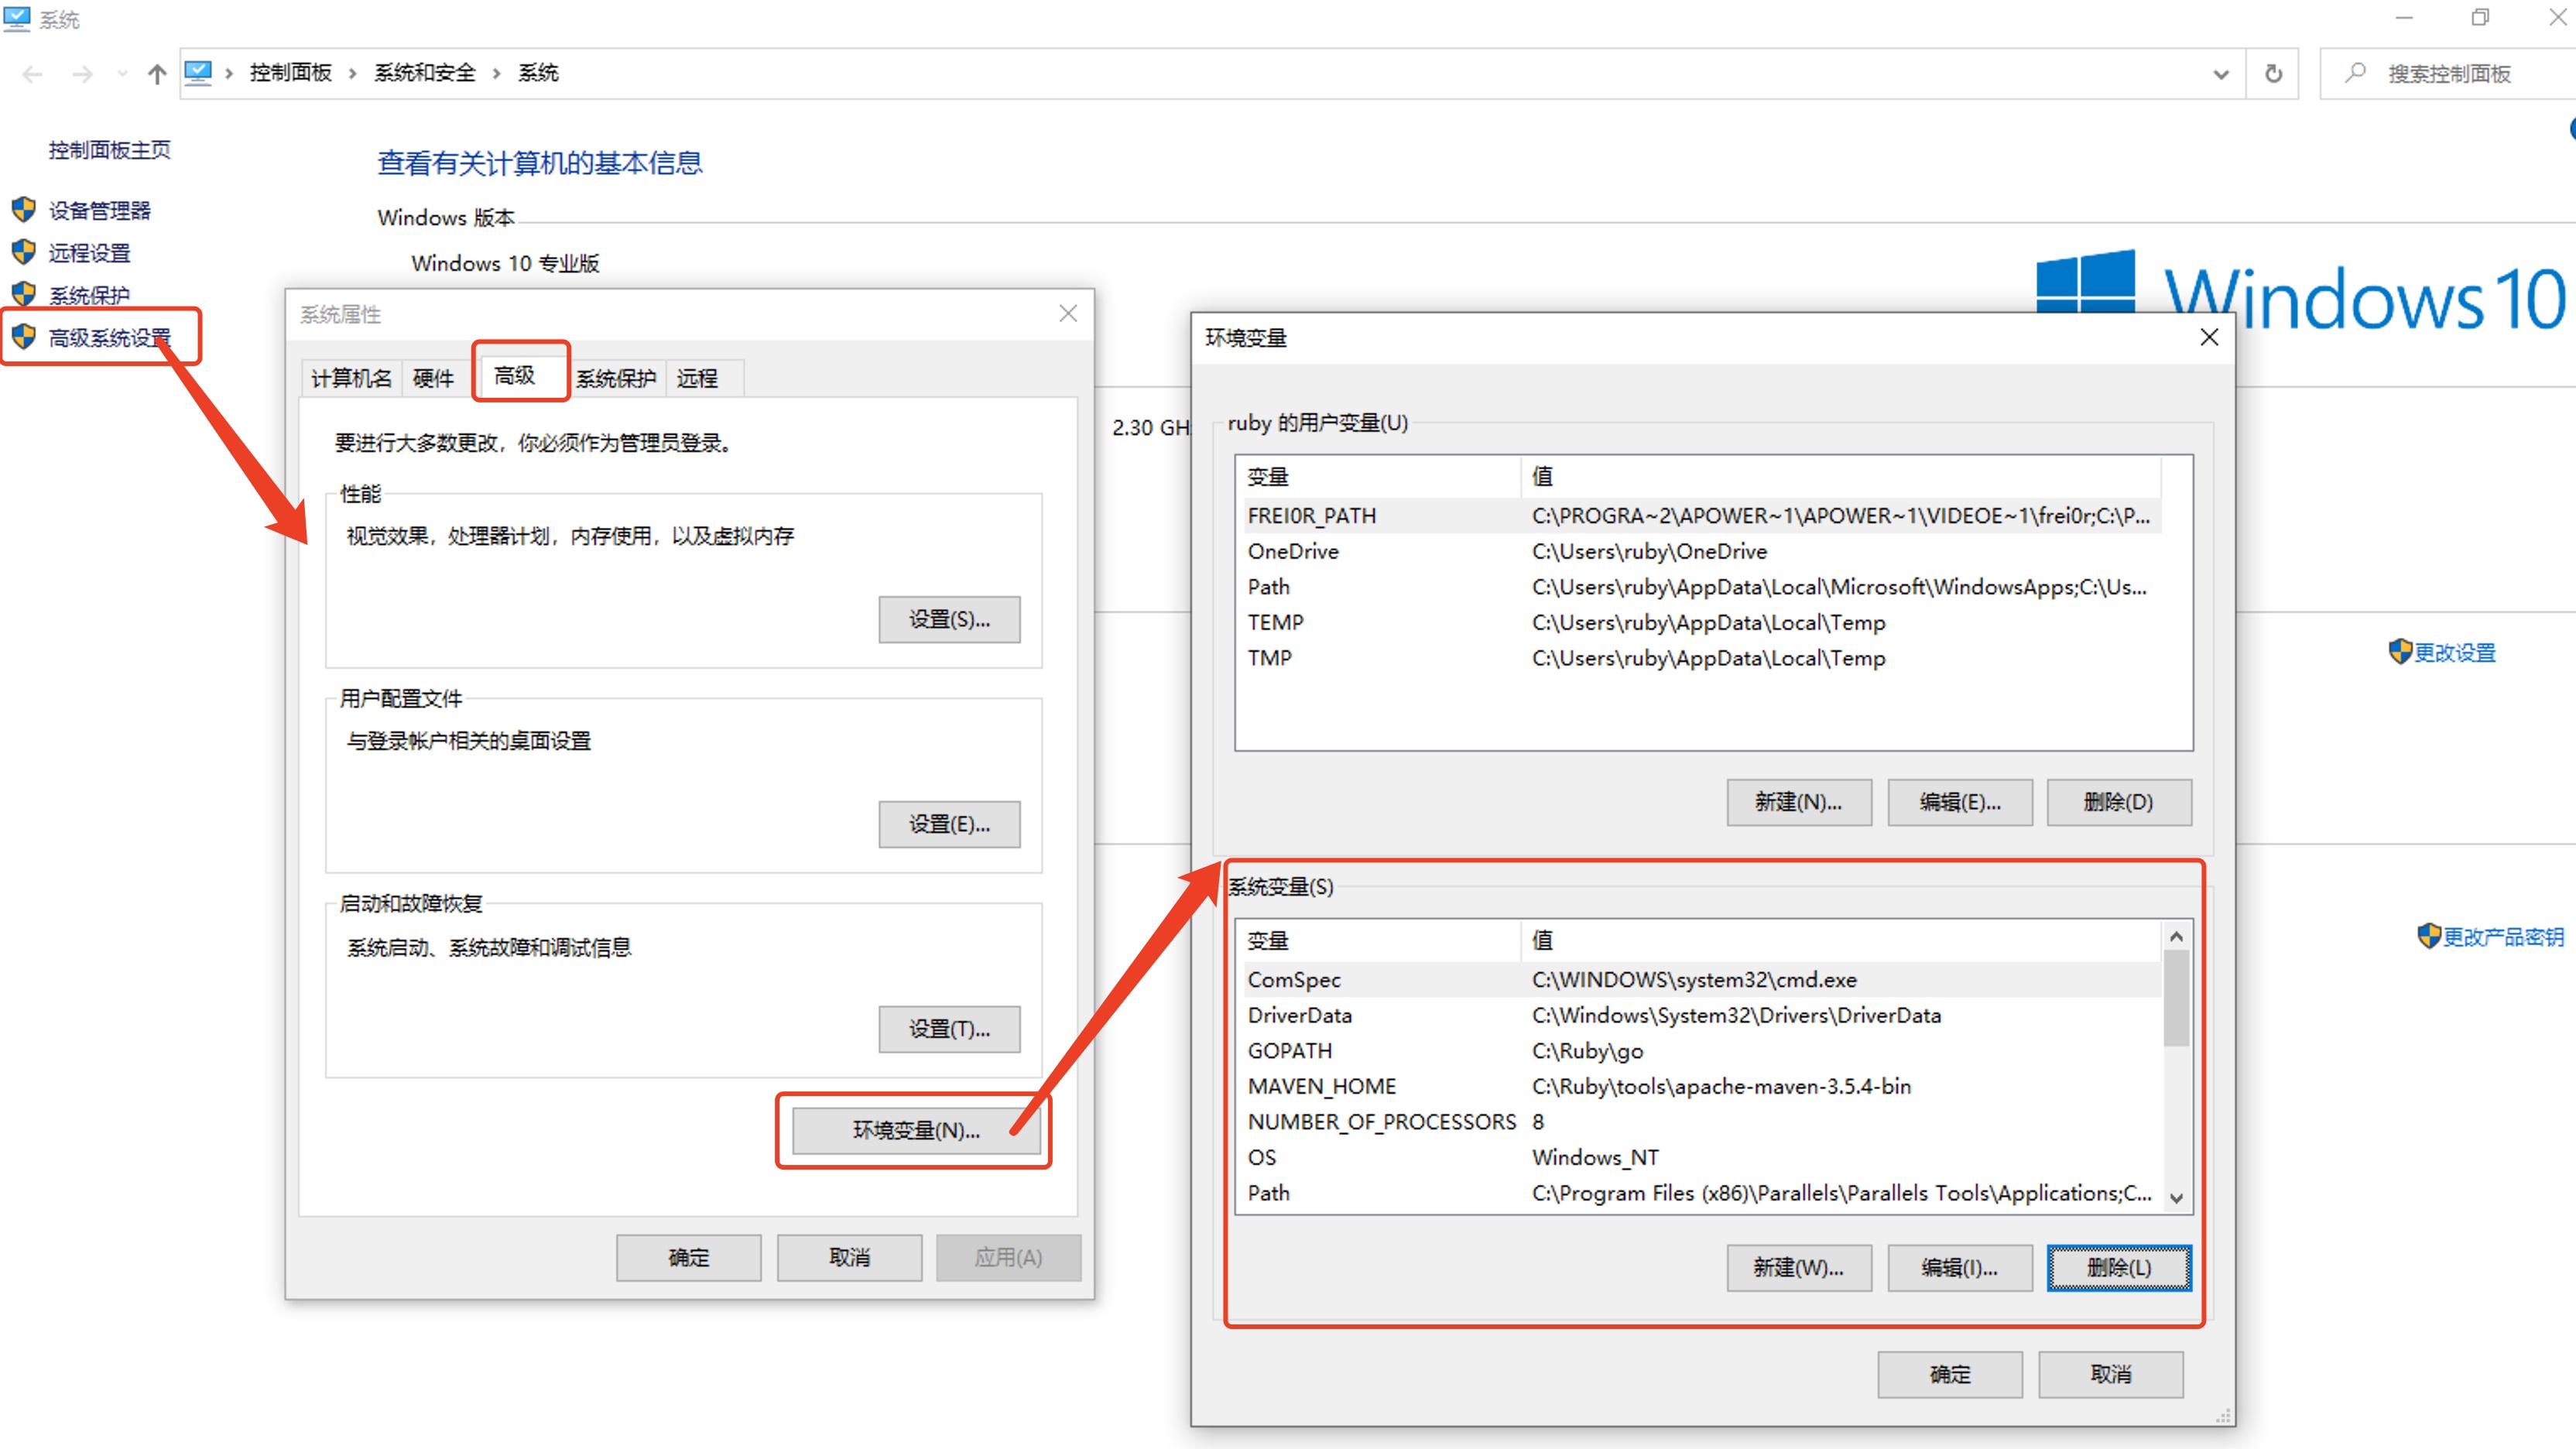 系统
控制面板 › 系统和安全 › 系统
搜索控制面板
控制面板主页
设备管理器
远程设置
系统保护
高级系统设置
查看有关计算机的基本信息
Windows 版本
Windows 10 专业版
Windows 10
2.30 GH
更改设置
更改产品密钥
系统属性
计算机名 硬件 高级 系统保护 远程
要进行大多数更改，你必须作为管理员登录。
性能
视觉效果，处理器计划，内存使用，以及虚拟内存
设置(S)...
用户配置文件
与登录帐户相关的桌面设置
设置(E)...
启动和故障恢复
系统启动、系统故障和调试信息
设置(T)...
环境变量(N)...
确定 取消 应用(A)
环境变量
ruby 的用户变量(U)
变量 值
FREI0R_PATH C:\PROGRA~2\APOWER~1\APOWER~1\VIDEOE~1\frei0r;C:\P...
OneDrive C:\Users\ruby\OneDrive
Path C:\Users\ruby\AppData\Local\Microsoft\WindowsApps;C:\Us...
TEMP C:\Users\ruby\AppData\Local\Temp
TMP C:\Users\ruby\AppData\Local\Temp
新建(N)... 编辑(E)... 删除(D)
系统变量(S)
变量 值
ComSpec C:\WINDOWS\system32\cmd.exe
DriverData C:\Windows\System32\Drivers\DriverData
GOPATH C:\Ruby\go
MAVEN_HOME C:\Ruby\tools\apache-maven-3.5.4-bin
NUMBER_OF_PROCESSORS 8
OS Windows_NT
Path C:\Program Files (x86)\Parallels\Parallels Tools\Applications;C...
新建(W)... 编辑(I)... 删除(L)
确定 取消